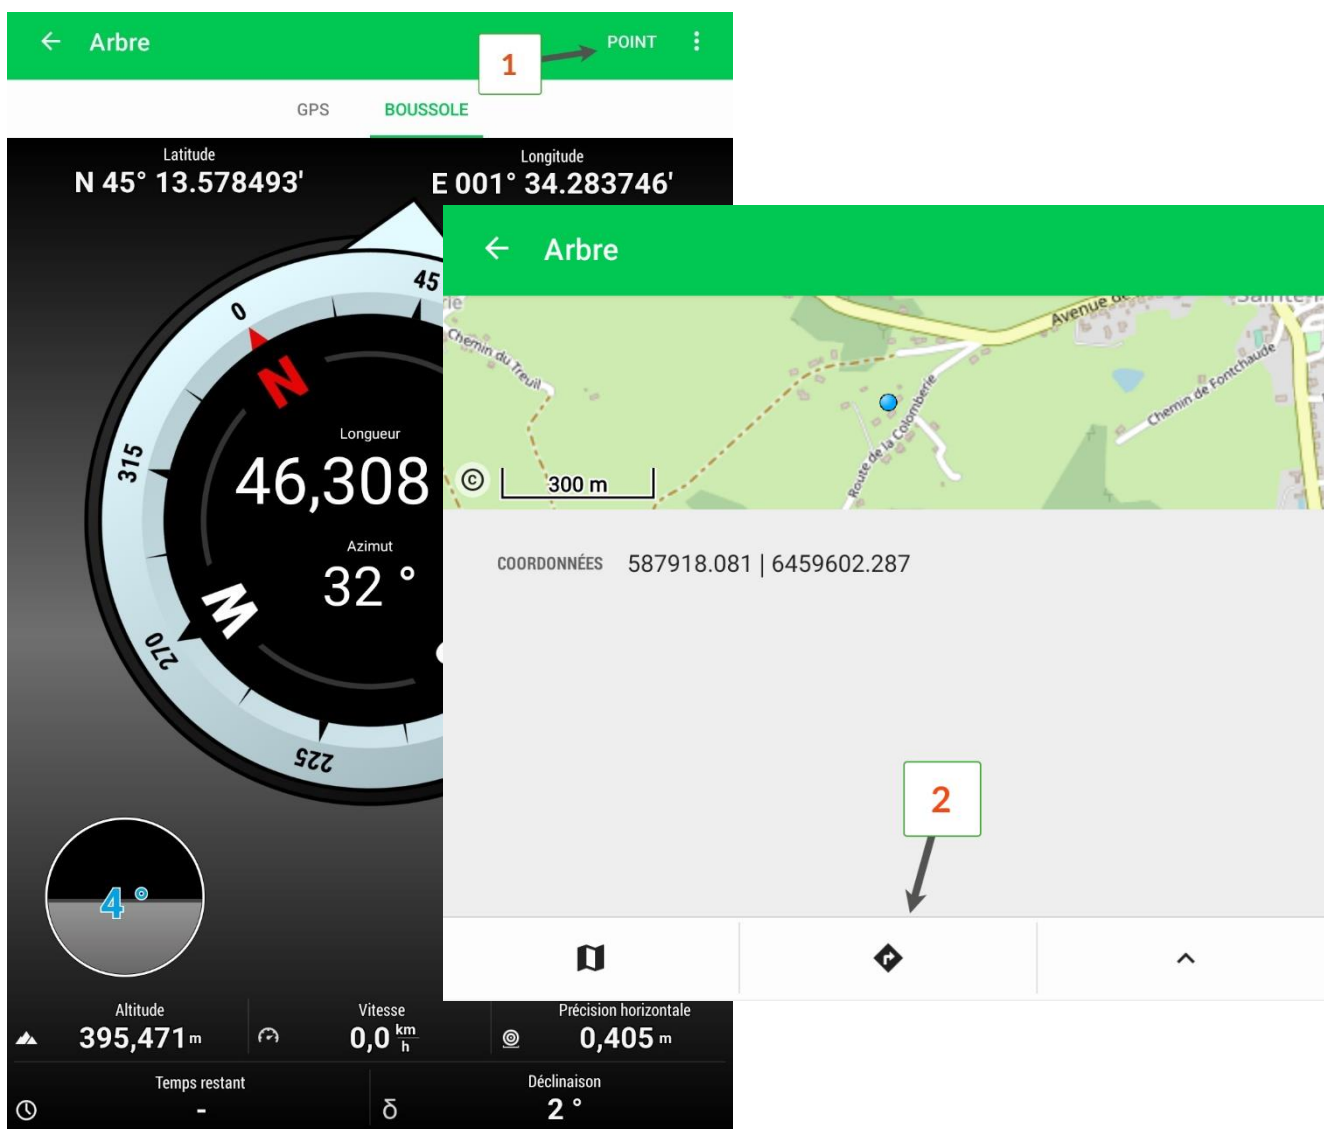 Arbre
POINT
1
GPS
BOUSSOLE
Latitude
Longitude
N 45° 13.578493'
E 001° 34.283746'
45
0
N
315
Longueur
46,308
Azimut
32 °
W
270
225
4 °
Altitude
Vitesse
Précision horizontale
395,471 m
0,0 km/h
0,405 m
Temps restant
Déclinaison
-
δ
2 °
Arbre
Avenue de
Chemin du Treuil
Chemin de Fontchaude
Route de la Colomberie
©
300 m
COORDONNÉES 587918.081 | 6459602.287
2